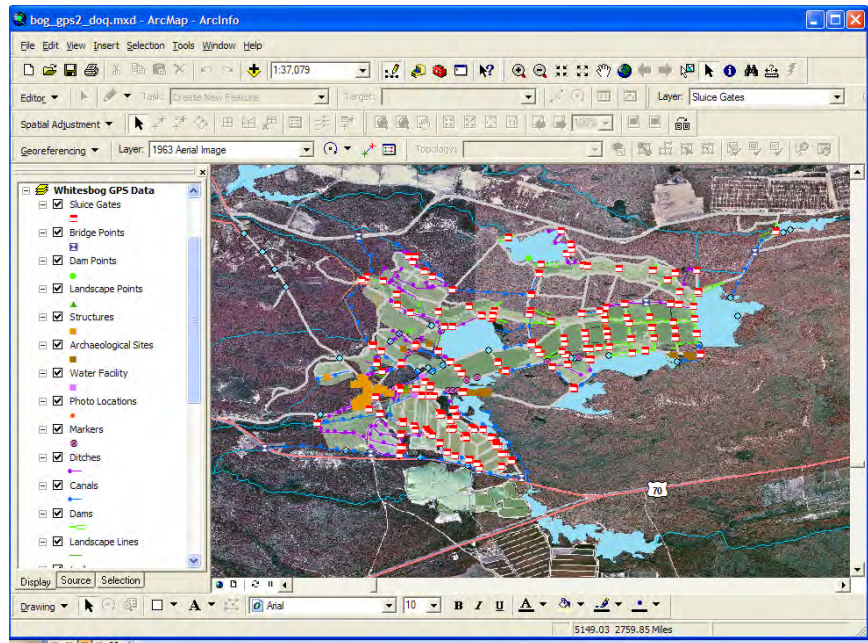 bog_gps2_doq.mxd - ArcMap - ArcInfo
File Edit View Insert Selection Tools Window Help
1:37,079
Editor Task: Create New Feature Target: Layer: Sluice Gates
Spatial Adjustment 100%
Georeferencing Layer: 1963 Aerial Image Topology:
Whitesbog GPS Data
Sluice Gates
Bridge Points
Dam Points
Landscape Points
Structures
Archaeological Sites
Water Facility
Photo Locations
Markers
Ditches
Canals
Dams
Landscape Lines
70
Display Source Selection
Drawing A Arial 10 B I U A
5149.03 2759.85 Miles